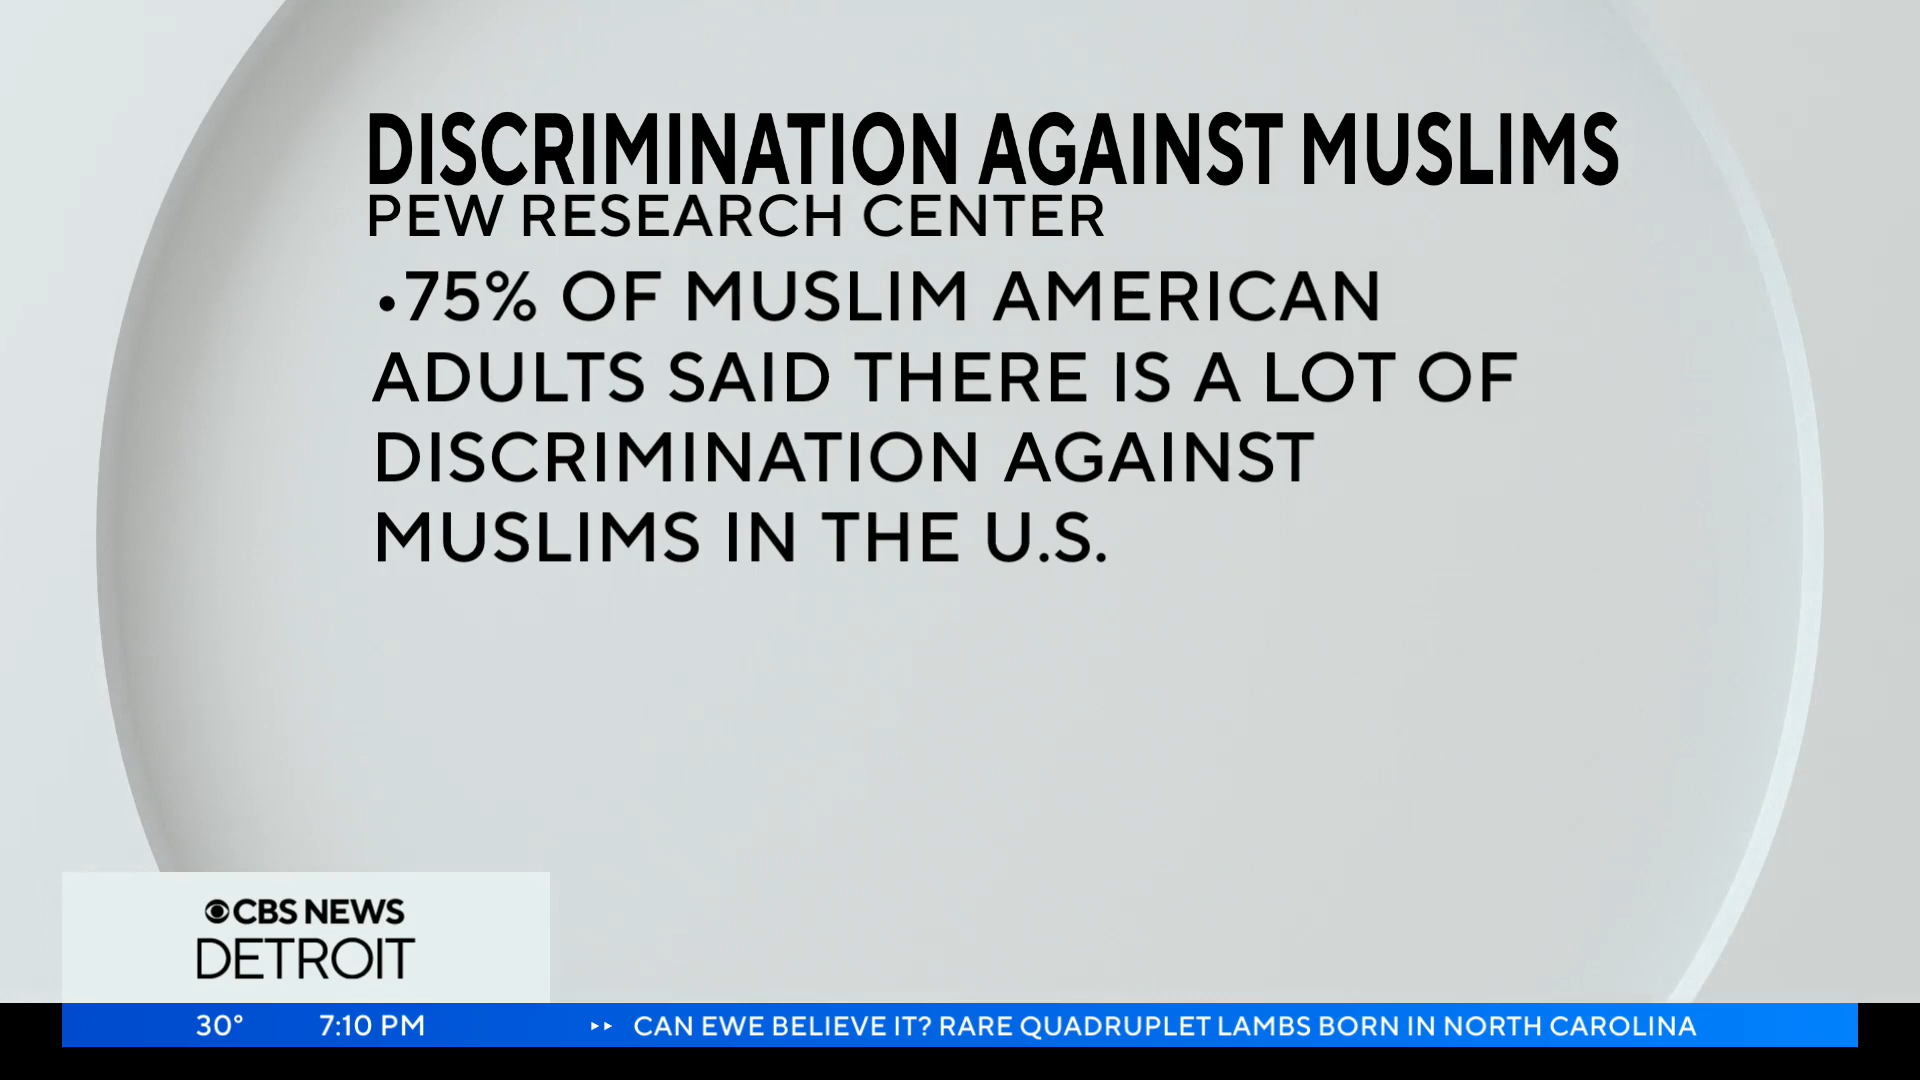 DISCRIMINATION AGAINST MUSLIMS
PEW RESEARCH CENTER
•75% OF MUSLIM AMERICAN
ADULTS SAID THERE IS A LOT OF
DISCRIMINATION AGAINST
MUSLIMS IN THE U.S.
CBS NEWS
DETROIT
30° 7:10 PM CAN EWE BELIEVE IT? RARE QUADRUPLET LAMBS BORN IN NORTH CAROLINA